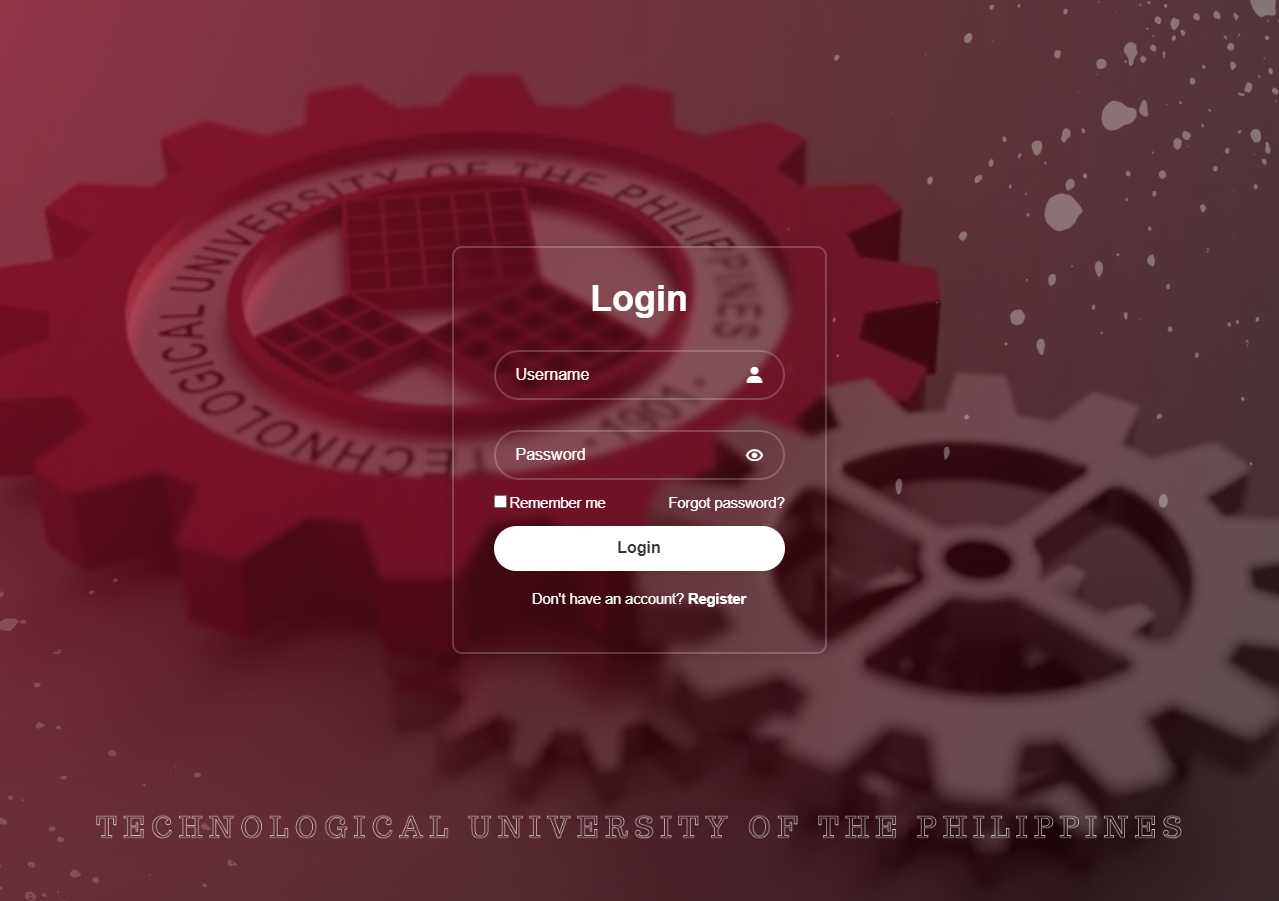 TECHNOLOGICAL UNIVERSITY OF THE PHILIPPINES
• 1901 •
Login
Username
Password
Remember me Forgot password?
Login
Don't have an account? Register
TECHNOLOGICAL UNIVERSITY OF THE PHILIPPINES